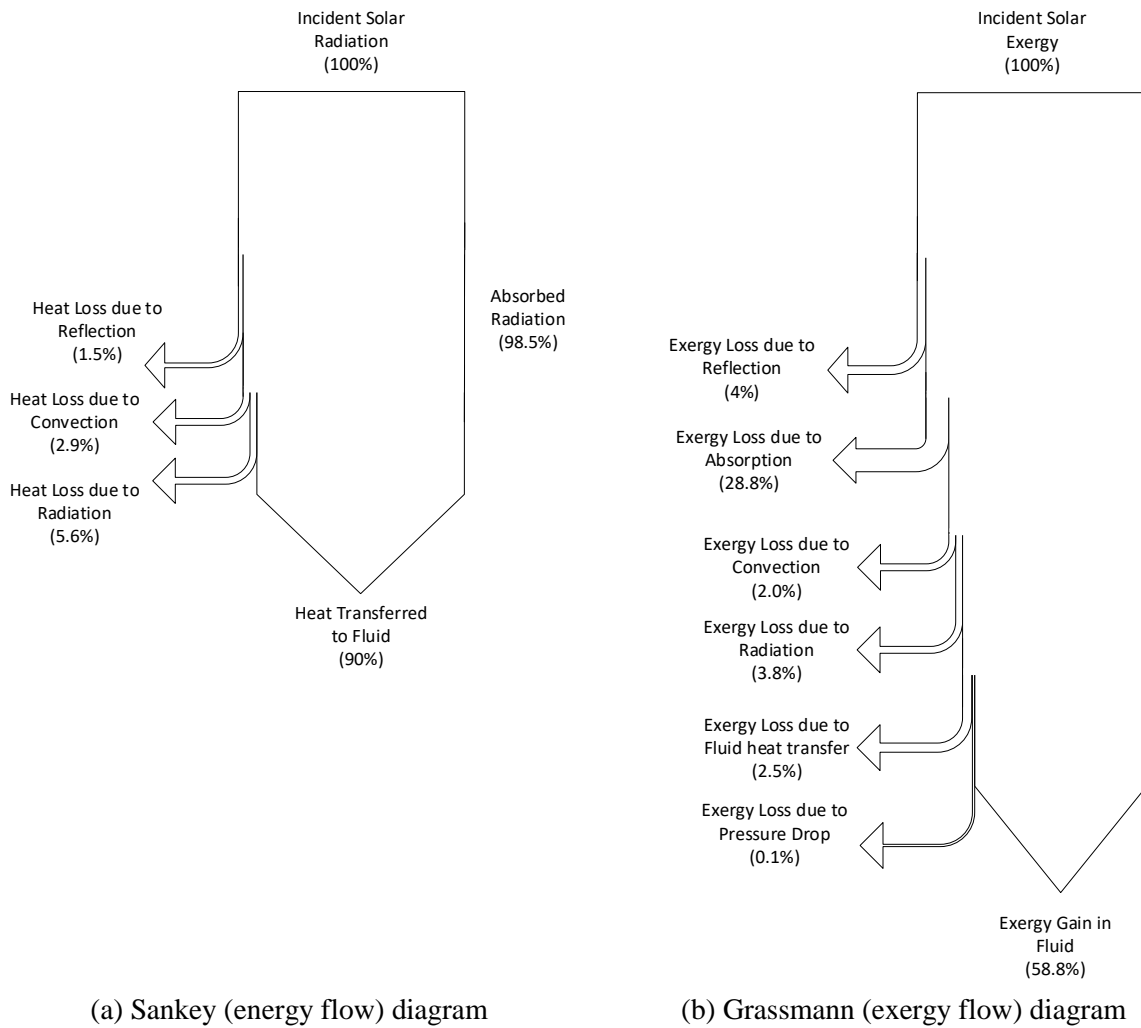 Incident Solar
Radiation
(100%)
Heat Loss due to
Reflection
(1.5%)
Heat Loss due to
Convection
(2.9%)
Heat Loss due to
Radiation
(5.6%)
Absorbed
Radiation
(98.5%)
Heat Transferred
to Fluid
(90%)
(a) Sankey (energy flow) diagram
Incident Solar
Exergy
(100%)
Exergy Loss due to
Reflection
(4%)
Exergy Loss due to
Absorption
(28.8%)
Exergy Loss due to
Convection
(2.0%)
Exergy Loss due to
Radiation
(3.8%)
Exergy Loss due to
Fluid heat transfer
(2.5%)
Exergy Loss due to
Pressure Drop
(0.1%)
Exergy Gain in
Fluid
(58.8%)
(b) Grassmann (exergy flow) diagram